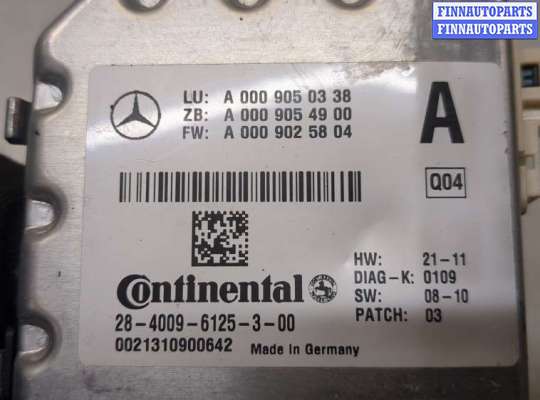 FINNAUTOPARTS
FINNAUTOPARTS
LU: A 000 905 03 38
ZB: A 000 905 49 00
FW: A 000 902 58 04
A
Q04
HW: 21-11
DIAG-K: 0109
SW: 08-10
PATCH: 03
Continental
28-4009-6125-3-00
0021310900642 Made in Germany